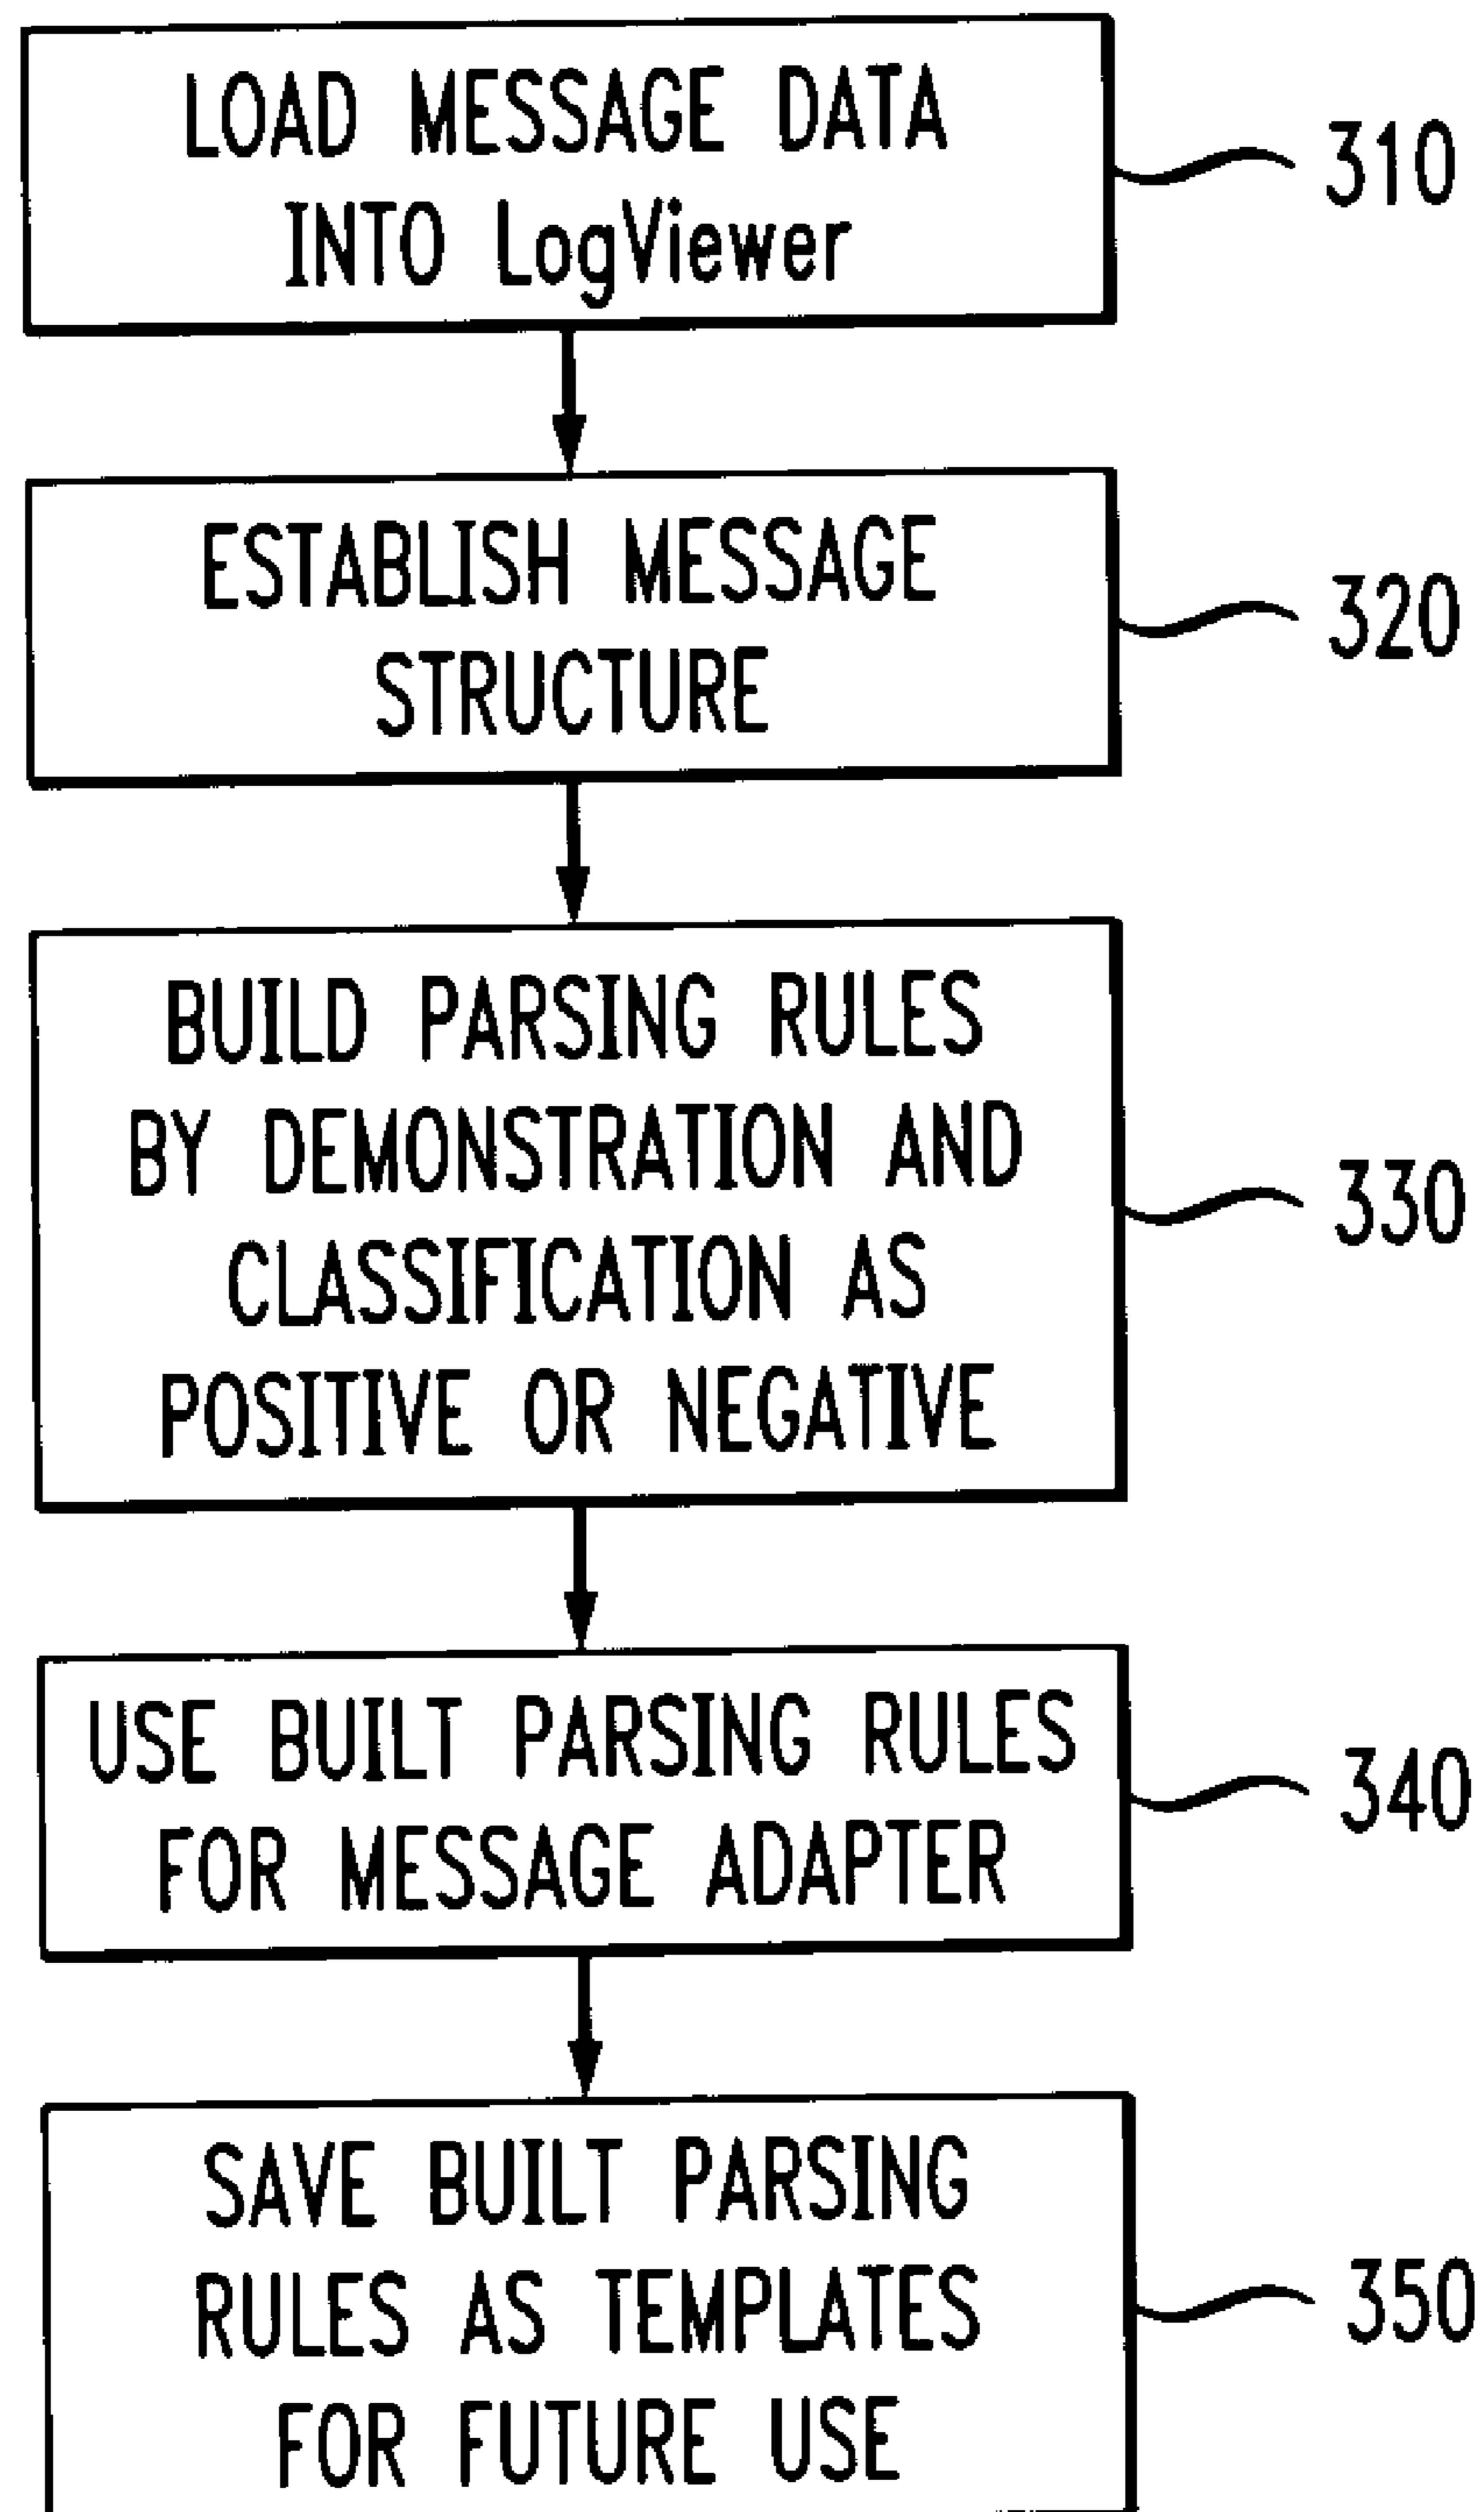 LOAD MESSAGE DATA
INTO LogViewer
310
ESTABLISH MESSAGE
STRUCTURE
320
BUILD PARSING RULES
BY DEMONSTRATION AND
CLASSIFICATION AS
POSITIVE OR NEGATIVE
330
USE BUILT PARSING RULES
FOR MESSAGE ADAPTER
340
SAVE BUILT PARSING
RULES AS TEMPLATES
FOR FUTURE USE
350